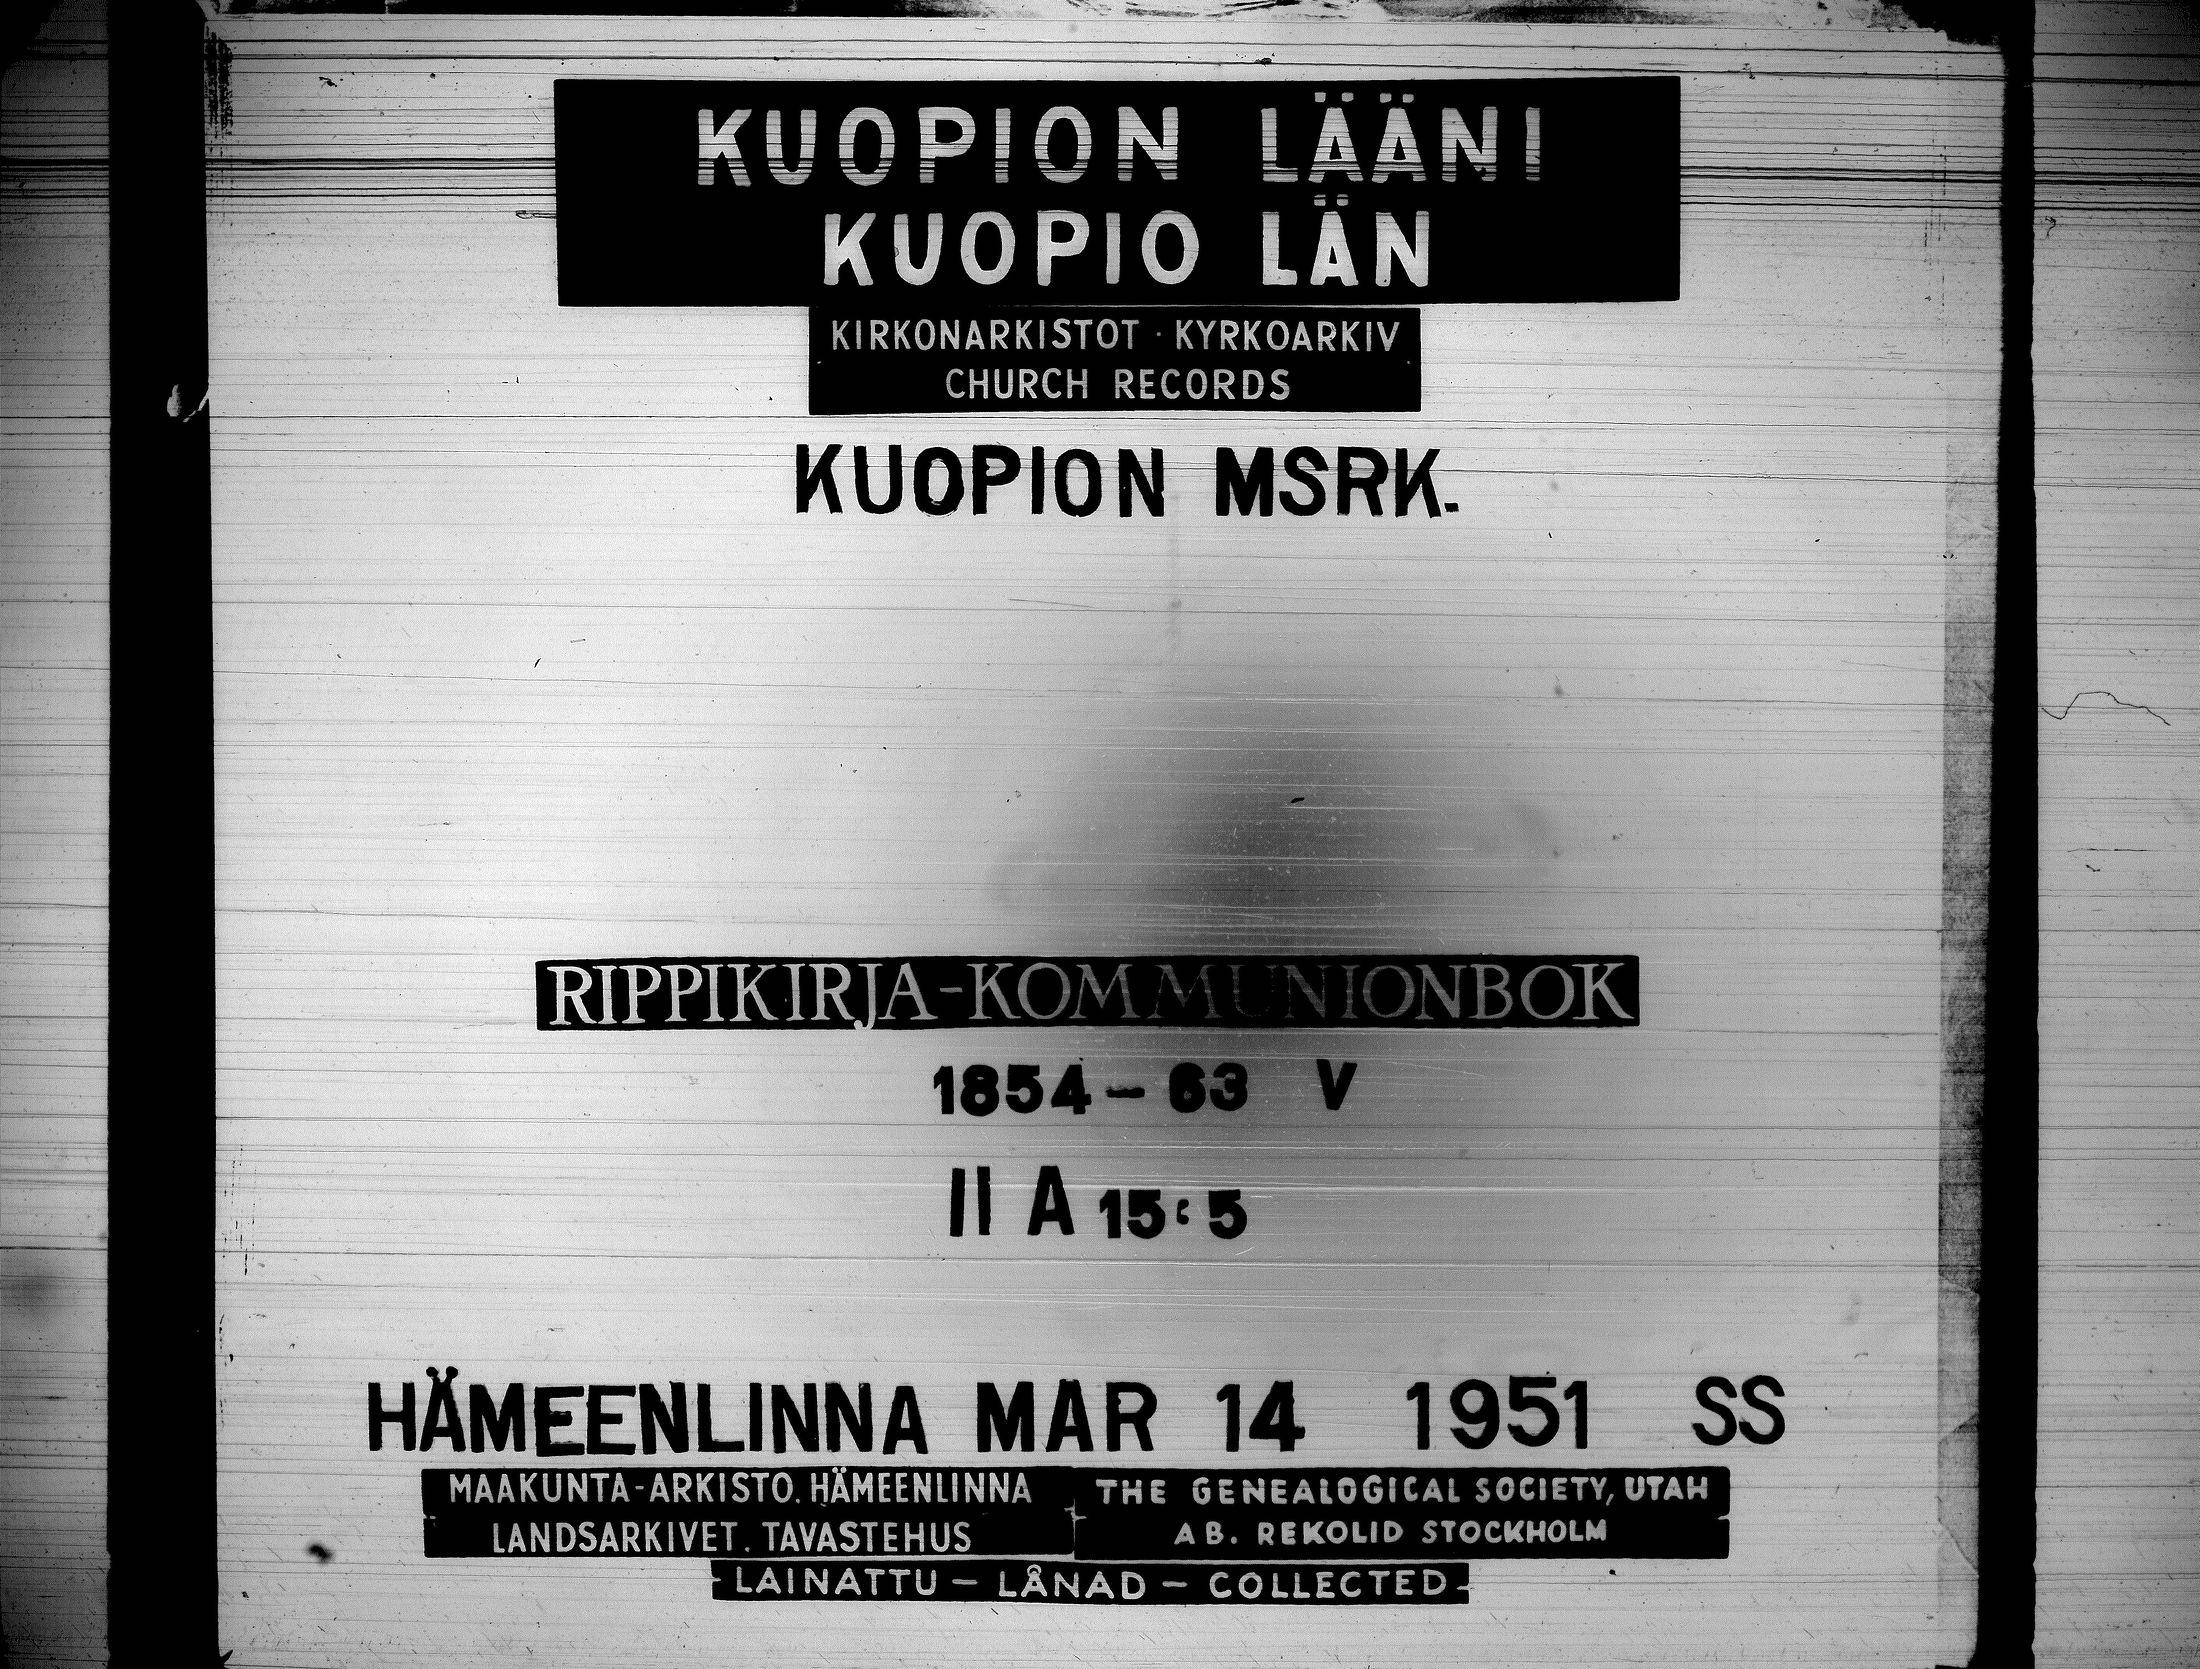 KUOPION LÄÄNI
KUOPIO LÄN
KIRKONARKISTOT · KYRKOARKIV
CHURCH RECORDS
KUOPION MSRK.
RIPPIKIRJA-KOMMUNIONBOK
1854-63 V
II A 15:5
HÄMEENLINNA MAR 14 1951 SS
MAAKUNTA-ARKISTO. HÄMEENLINNA
LANDSARKIVET. TAVASTEHUS
THE GENEALOGICAL SOCIETY, UTAH
AB. REKOLID STOCKHOLM
LAINATTU - LÅNAD - COLLECTED